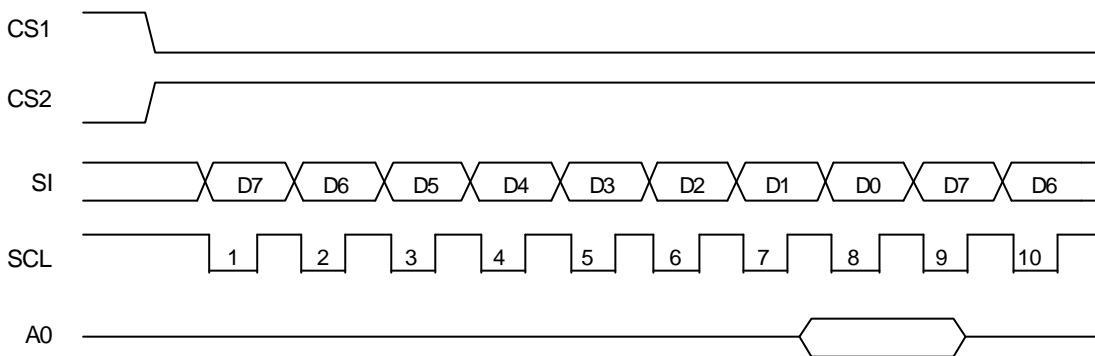 CS1
CS2
SI D7 D6 D5 D4 D3 D2 D1 D0 D7 D6
SCL 1 2 3 4 5 6 7 8 9 10
A0